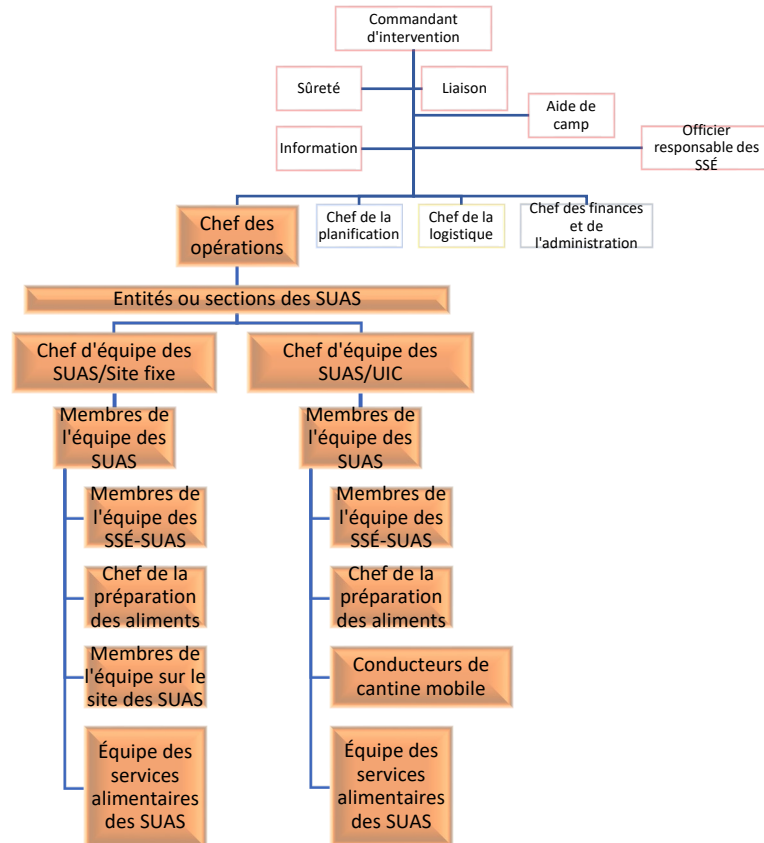 Commandant
d'intervention
Sûreté
Liaison
Aide de
camp
Information
Officier
responsable des
SSÉ
Chef des
opérations
Chef de la
planification
Chef de la
logistique
Chef des finances
et de
l'administration
Entités ou sections des SUAS
Chef d'équipe des
SUAS/Site fixe
Chef d'équipe des
SUAS/UIC
Membres de
l'équipe des
SUAS
Membres de
l'équipe des
SUAS
Membres de
l'équipe des
SSÉ-SUAS
Membres de
l'équipe des
SSÉ-SUAS
Chef de la
préparation
des aliments
Chef de la
préparation
des aliments
Membres de
l'équipe sur le
site des SUAS
Conducteurs de
cantine mobile
Équipe des
services
alimentaires
des SUAS
Équipe des
services
alimentaires
des SUAS